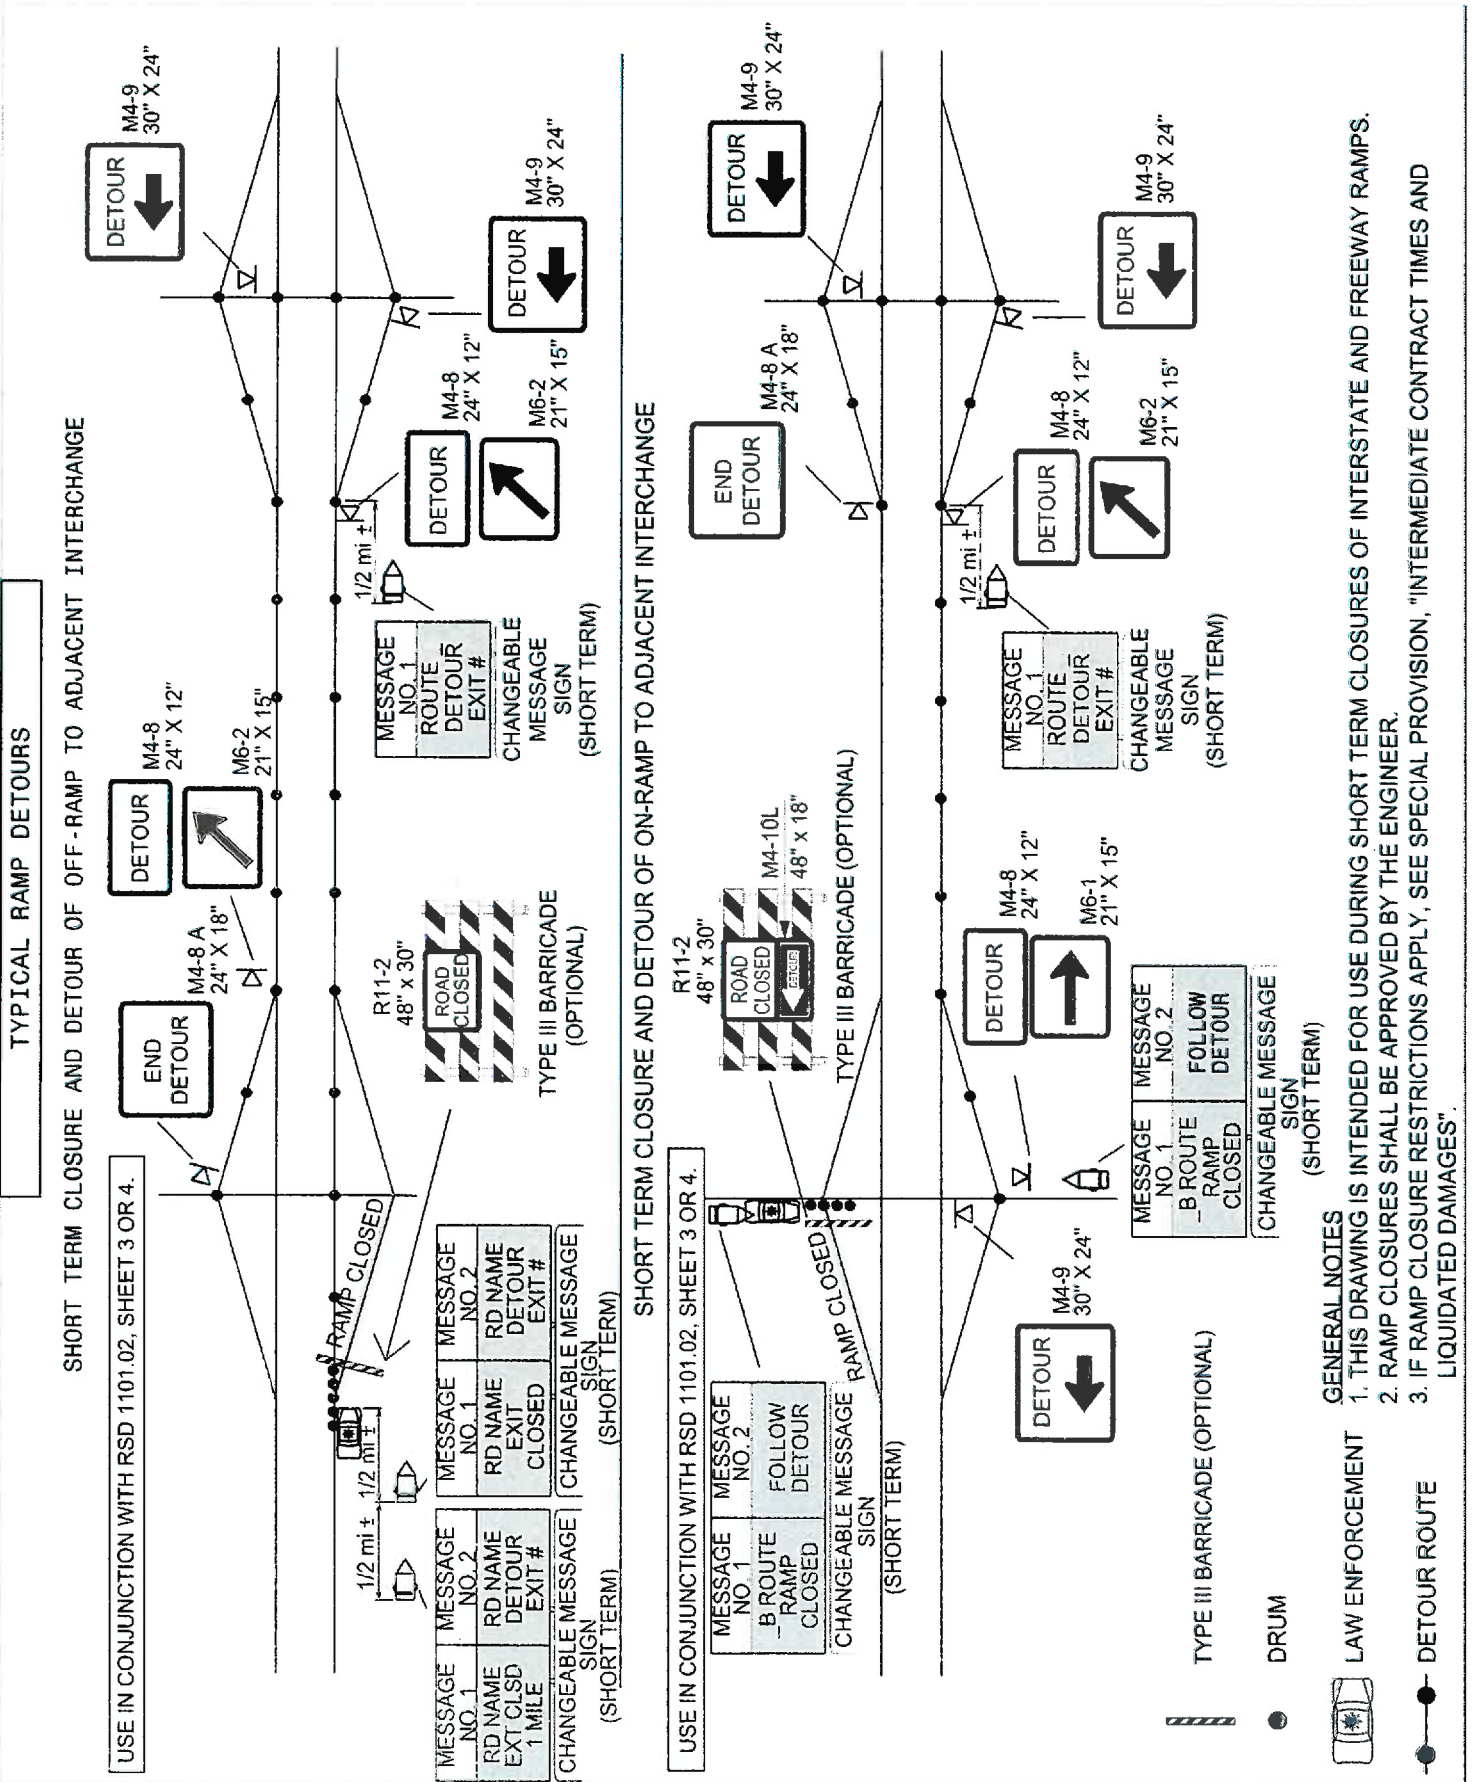 TYPICAL RAMP DETOURS
SHORT TERM CLOSURE AND DETOUR OF OFF-RAMP TO ADJACENT INTERCHANGE
USE IN CONJUNCTION WITH RSD 1101.02, SHEET 3 OR 4.
END
DETOUR
M4-8 A
24" X 18"
DETOUR
M4-8
24" X 12"
M6-2
21" X 15"
DETOUR
M4-9
30" X 24"
RAMP CLOSED
1/2 mi ±
1/2 mi ±
MESSAGE
NO. 1
RD NAME
EXT CLSD
1 MILE
MESSAGE
NO. 2
RD NAME
DETOUR
EXIT #
CHANGEABLE MESSAGE
SIGN
(SHORT TERM)
MESSAGE
NO. 1
RD NAME
EXIT
CLOSED
MESSAGE
NO. 2
RD NAME
DETOUR
EXIT #
CHANGEABLE MESSAGE
SIGN
(SHORT TERM)
R11-2
48" x 30"
ROAD
CLOSED
TYPE III BARRICADE
(OPTIONAL)
MESSAGE
NO. 1
ROUTE
DETOUR
EXIT #
CHANGEABLE
MESSAGE
SIGN
(SHORT TERM)
1/2 mi ±
DETOUR
M4-8
24" X 12"
M6-2
21" X 15"
DETOUR
M4-9
30" X 24"
SHORT TERM CLOSURE AND DETOUR OF ON-RAMP TO ADJACENT INTERCHANGE
USE IN CONJUNCTION WITH RSD 1101.02, SHEET 3 OR 4.
MESSAGE
NO 1
_B ROUTE
_RAMP
CLOSED
MESSAGE
NO. 2
FOLLOW
DETOUR
CHANGEABLE MESSAGE
SIGN
(SHORT TERM)
RAMP CLOSED
RAMP CLOSED
R11-2
48" x 30"
ROAD
CLOSED
DETOUR
M4-10L
48" x 18"
TYPE III BARRICADE (OPTIONAL)
END
DETOUR
M4-8 A
24" X 18"
DETOUR
M4-9
30" X 24"
DETOUR
M4-9
30" X 24"
MESSAGE
NO. 1
_B ROUTE
RAMP
CLOSED
MESSAGE
NO. 2
FOLLOW
DETOUR
CHANGEABLE MESSAGE
SIGN
(SHORT TERM)
DETOUR
M4-8
24" X 12"
M6-1
21" X 15"
MESSAGE
NO. 1
ROUTE
DETOUR
EXIT #
CHANGEABLE
MESSAGE
SIGN
(SHORT TERM)
1/2 mi ±
DETOUR
M4-8
24" X 12"
M6-2
21" X 15"
DETOUR
M4-9
30" X 24"
TYPE III BARRICADE (OPTIONAL)
DRUM
LAW ENFORCEMENT
DETOUR ROUTE
GENERAL NOTES
1. THIS DRAWING IS INTENDED FOR USE DURING SHORT TERM CLOSURES OF INTERSTATE AND FREEWAY RAMPS.
2. RAMP CLOSURES SHALL BE APPROVED BY THE ENGINEER.
3. IF RAMP CLOSURE RESTRICTIONS APPLY, SEE SPECIAL PROVISION, "INTERMEDIATE CONTRACT TIMES AND
LIQUIDATED DAMAGES".